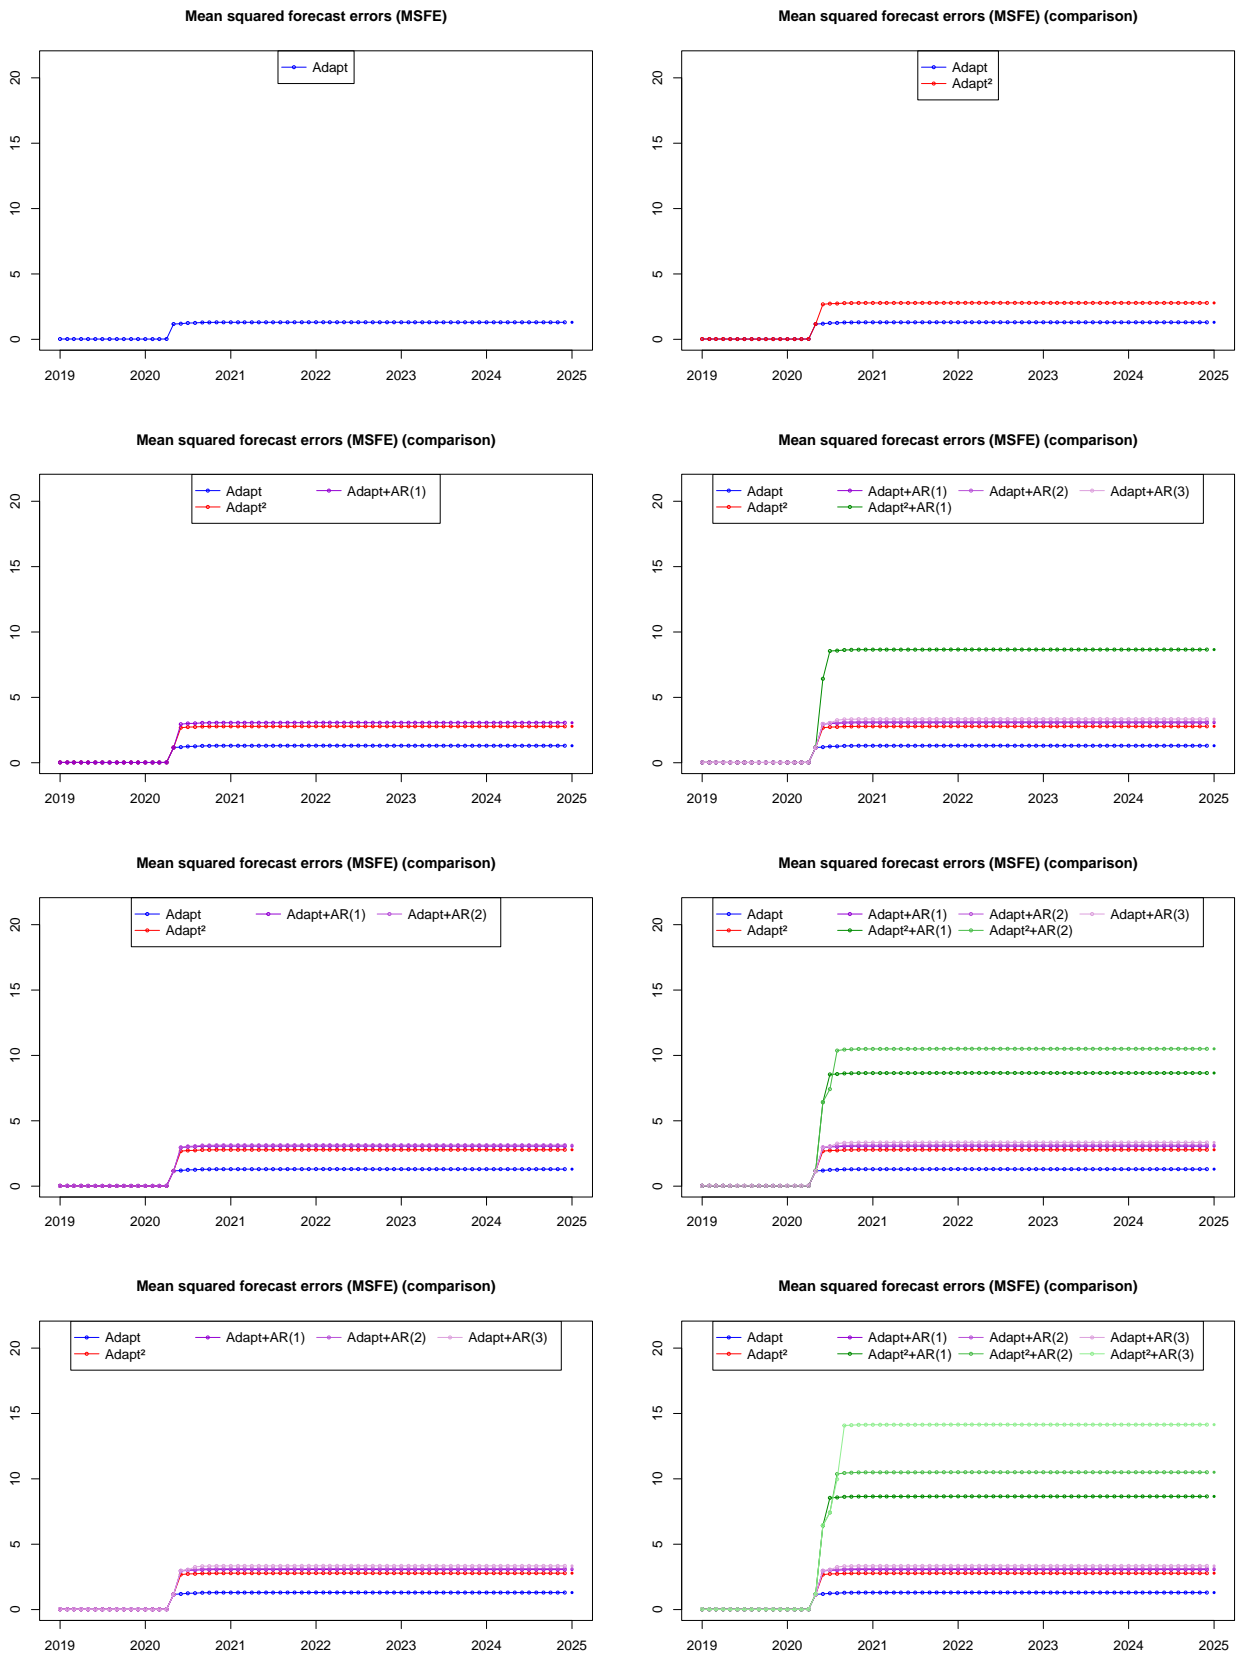 Mean squared forecast errors (MSFE)
Adapt
0 5 10 15 20
2019 2020 2021 2022 2023 2024 2025
Mean squared forecast errors (MSFE) (comparison)
Adapt
Adapt²
0 5 10 15 20
2019 2020 2021 2022 2023 2024 2025
Mean squared forecast errors (MSFE) (comparison)
Adapt Adapt+AR(1)
Adapt²
0 5 10 15 20
2019 2020 2021 2022 2023 2024 2025
Mean squared forecast errors (MSFE) (comparison)
Adapt Adapt+AR(1) Adapt+AR(2) Adapt+AR(3)
Adapt² Adapt²+AR(1)
0 5 10 15 20
2019 2020 2021 2022 2023 2024 2025
Mean squared forecast errors (MSFE) (comparison)
Adapt Adapt+AR(1) Adapt+AR(2)
Adapt²
0 5 10 15 20
2019 2020 2021 2022 2023 2024 2025
Mean squared forecast errors (MSFE) (comparison)
Adapt Adapt+AR(1) Adapt+AR(2) Adapt+AR(3)
Adapt² Adapt²+AR(1) Adapt²+AR(2)
0 5 10 15 20
2019 2020 2021 2022 2023 2024 2025
Mean squared forecast errors (MSFE) (comparison)
Adapt Adapt+AR(1) Adapt+AR(2) Adapt+AR(3)
Adapt²
0 5 10 15 20
2019 2020 2021 2022 2023 2024 2025
Mean squared forecast errors (MSFE) (comparison)
Adapt Adapt+AR(1) Adapt+AR(2) Adapt+AR(3)
Adapt² Adapt²+AR(1) Adapt²+AR(2) Adapt²+AR(3)
0 5 10 15 20
2019 2020 2021 2022 2023 2024 2025